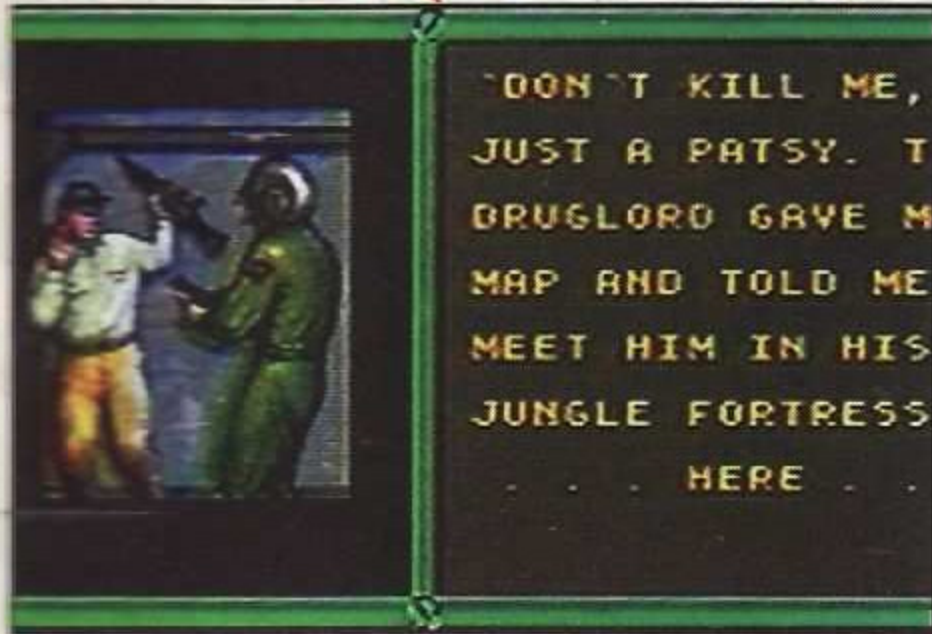 `DON`T KILL ME,
JUST A PATSY. T
DRUGLORD GAVE M
MAP AND TOLD ME
MEET HIM IN HIS
JUNGLE FORTRESS
. . . HERE . .